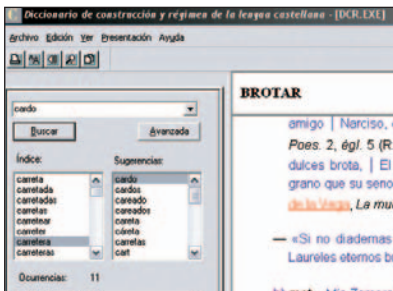 Diccionario de construcción y régimen de la lengua castellana - [DCR.EXE]
Archivo Edición Ver Presentación Ayuda
cardo
Buscar Avanzada
Índice: Sugerencias:
carreta cardo
carretada cardos
carretadas careado
carretas careados
carretear careta
carreter cáreta
carretera carretas
carreteras cart
Ocurrencias: 11
BROTAR
amigo | Narciso,
Poes. 2, égl. 5 (R
dulces brota, | El
grano que su seno
de la Vega, La mu
— «Si no diademas
Laureles eternos b